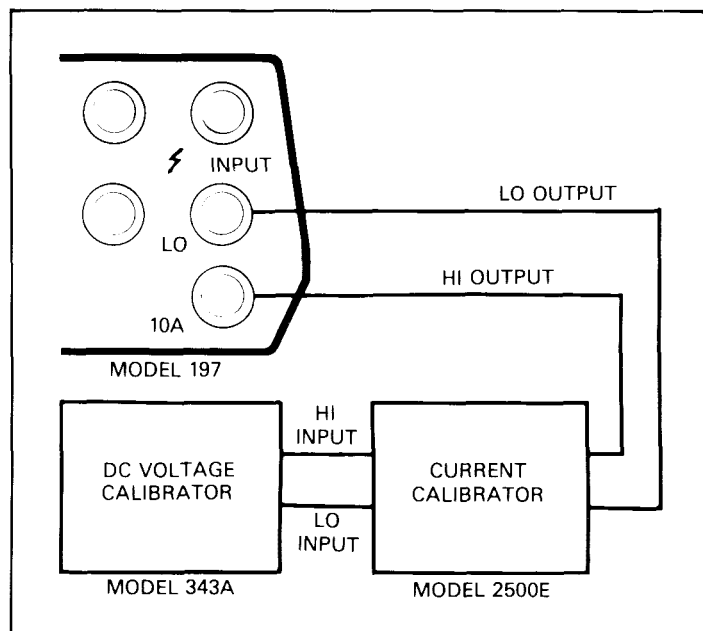 INPUT
LO OUTPUT
LO
HI OUTPUT
10A
MODEL 197
HI
INPUT
DC VOLTAGE
CALIBRATOR
CURRENT
CALIBRATOR
LO
INPUT
MODEL 343A
MODEL 2500E